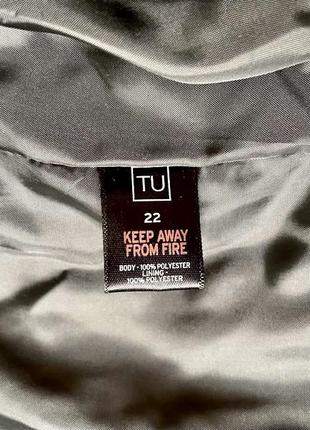 TU
22
KEEP AWAY
FROM FIRE
BODY - 100% POLYESTER
LINING -
100% POLYESTER